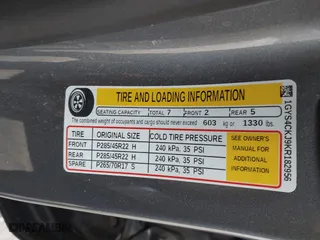 TIRE AND LOADING INFORMATION
SEATING CAPACITY TOTAL 7 FRONT 2 REAR 5
The combined weight of occupants and cargo should never exceed 603 kg or 1330 lbs.
TIRE ORIGINAL SIZE COLD TIRE PRESSURE
FRONT P285/45R22 H 240 kPa, 35 PSI
REAR P285/45R22 H 240 kPa, 35 PSI
SPARE P265/70R17 S 240 kPa, 35 PSI
SEE OWNER'S
MANUAL FOR
ADDITIONAL
INFORMATION
1GYS4CKJ9KR182956